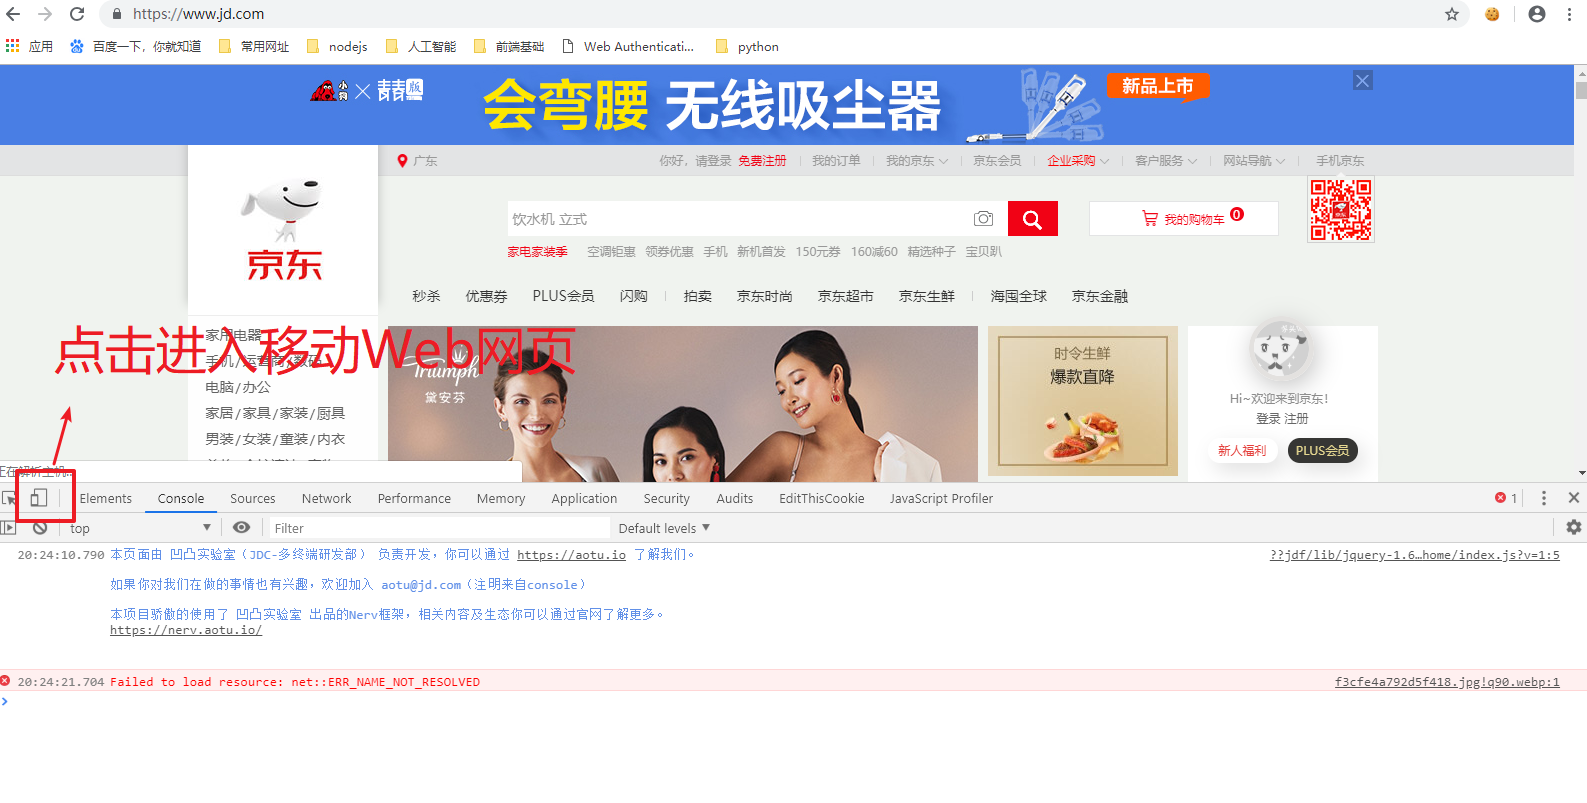 https://www.jd.com
应用 百度一下，你就知道 常用网址 nodejs 人工智能 前端基础 Web Authenticati... python
小狗 × 青青版 会弯腰 无线吸尘器 新品上市
广东 你好，请登录 免费注册 我的订单 我的京东 京东会员 企业采购 客户服务 网站导航 手机京东
京东
饮水机 立式 我的购物车 0
家电家装季 空调钜惠 领券优惠 手机 新机首发 150元券 160减60 精选种子 宝贝趴
秒杀 优惠券 PLUS会员 闪购 拍卖 京东时尚 京东超市 京东生鲜 海囤全球 京东金融
点击进入移动Web网页
家用电器
手机/运营商/数码
电脑/办公
家居/家具/家装/厨具
男装/女装/童装/内衣
Triumph
黛安芬
时令生鲜
爆款直降
Hi~欢迎来到京东!
登录 注册
新人福利 PLUS会员
正在解析主机...
Elements Console Sources Network Performance Memory Application Security Audits EditThisCookie JavaScript Profiler 1
top Filter Default levels
20:24:10.790 本页面由 凹凸实验室（JDC-多终端研发部） 负责开发，你可以通过 https://aotu.io 了解我们。 ??jdf/lib/jquery-1.6…home/index.js?v=1:5
如果你对我们在做的事情也有兴趣，欢迎加入 aotu@jd.com（注明来自console）
本项目骄傲的使用了 凹凸实验室 出品的Nerv框架，相关内容及生态你可以通过官网了解更多。
https://nerv.aotu.io/
20:24:21.704 Failed to load resource: net::ERR_NAME_NOT_RESOLVED f3cfe4a792d5f418.jpg!q90.webp:1